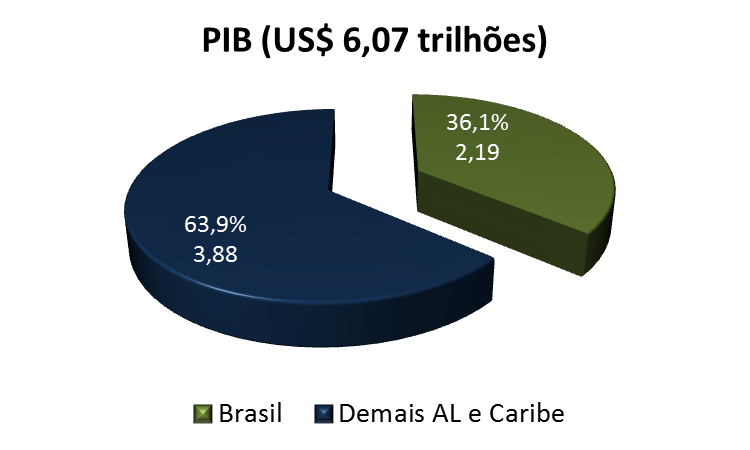 PIB (US$ 6,07 trilhões)
36,1%
2,19
63,9%
3,88
Brasil
Demais AL e Caribe